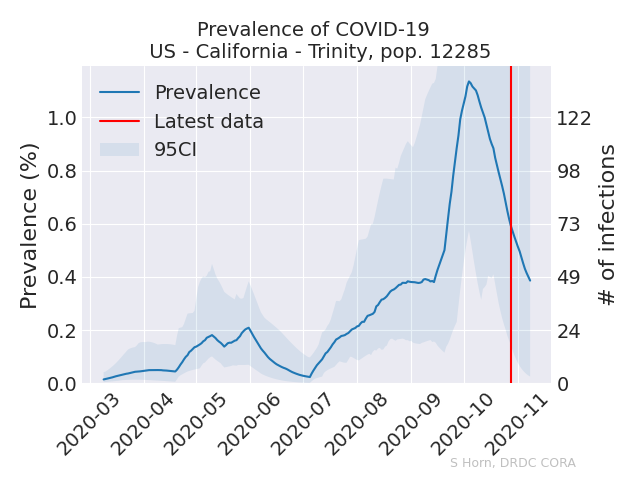 Prevalence of COVID-19
US - California - Trinity, pop. 12285
Prevalence
Latest data
95CI
Prevalence (%)
1.0
0.8
0.6
0.4
0.2
0.0
122
98
73
49
24
0
# of infections
2020-03
2020-04
2020-05
2020-06
2020-07
2020-08
2020-09
2020-10
2020-11
S Horn, DRDC CORA